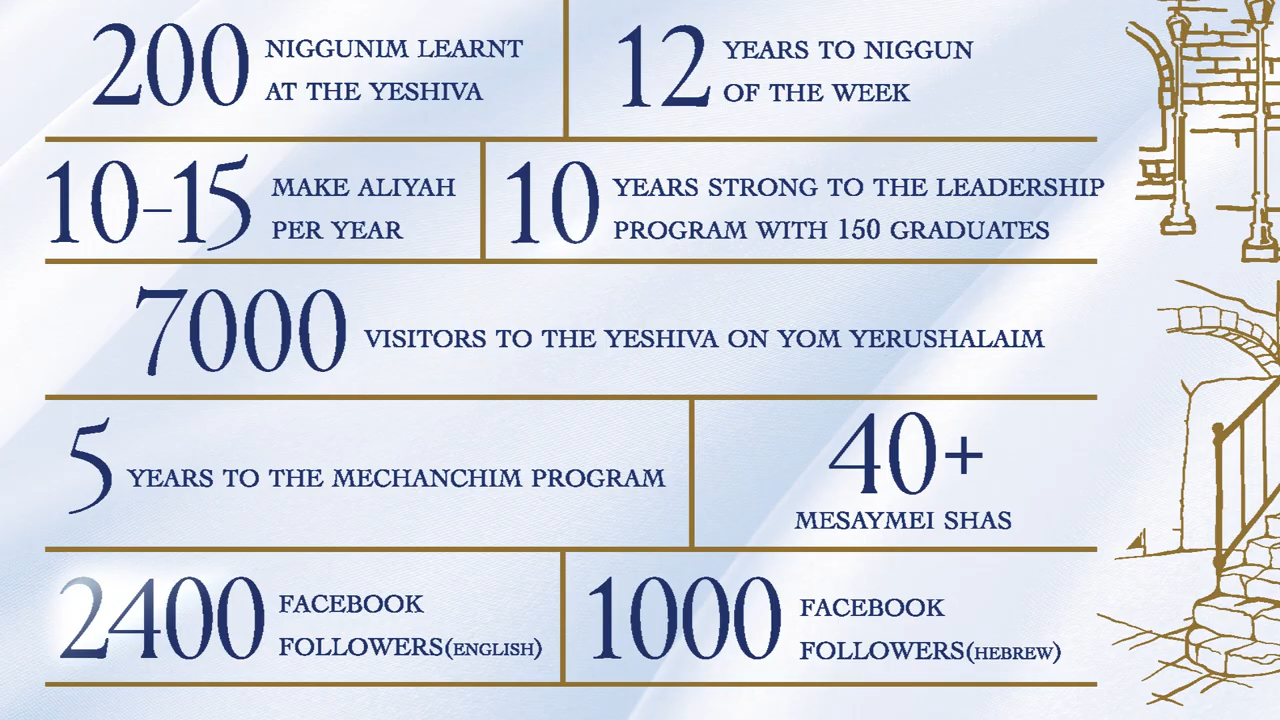 200 NIGGUNIM LEARNT
AT THE YESHIVA
12 YEARS TO NIGGUN
OF THE WEEK
10-15 MAKE ALIYAH
PER YEAR
10 YEARS STRONG TO THE LEADERSHIP
PROGRAM WITH 150 GRADUATES
7000 VISITORS TO THE YESHIVA ON YOM YERUSHALAIM
5 YEARS TO THE MECHANCHIM PROGRAM
40+
MESAYMEI SHAS
2400 FACEBOOK
FOLLOWERS(ENGLISH)
1000 FACEBOOK
FOLLOWERS(HEBREW)